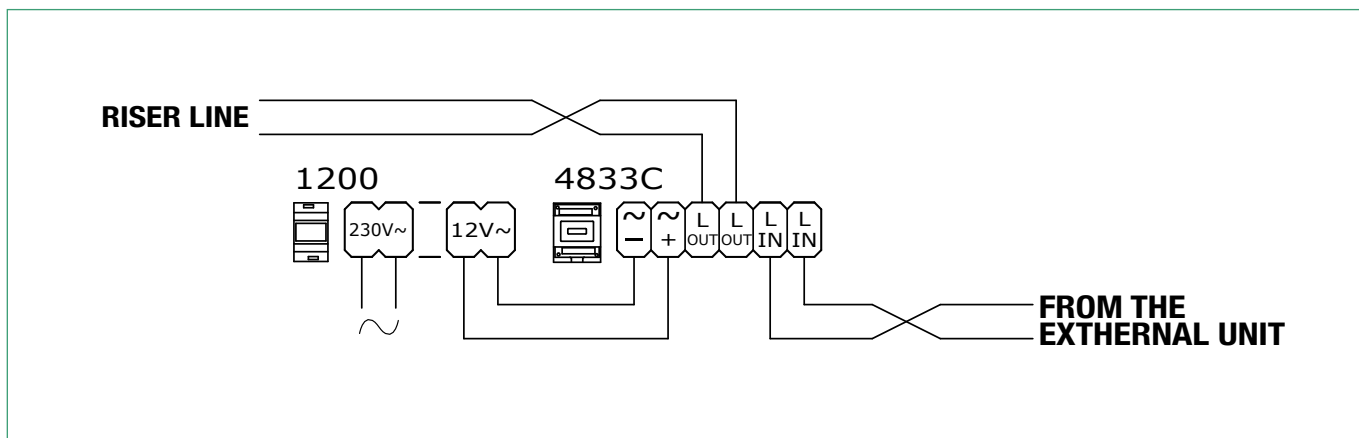 RISER LINE
1200
4833C
230V~
12V~
~
−
~
+
L
OUT
L
OUT
L
IN
L
IN
FROM THE
EXTHERNAL UNIT